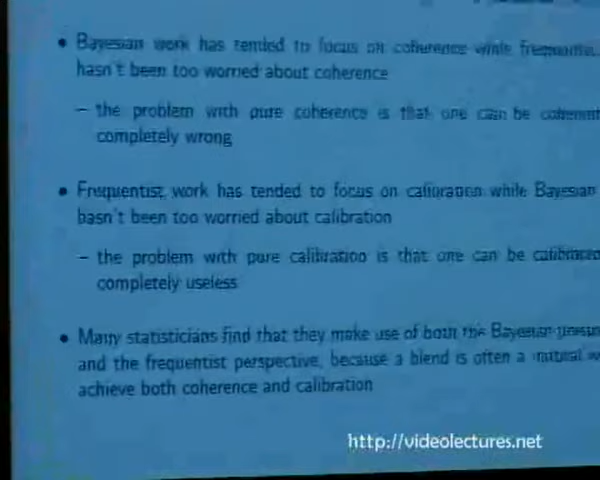 • Bayesian work has tended to focus on coherence while frequentis
hasn't been too worried about coherence
– the problem with pure coherence is that one can be coherent
completely wrong
• Frequentist work has tended to focus on calibration while Bayesian
hasn't been too worried about calibration
– the problem with pure calibration is that one can be calibrated
completely useless
• Many statisticians find that they make use of both the Bayesian
and the frequentist perspective, because a blend is often a natural
achieve both coherence and calibration
http://videolectures.net